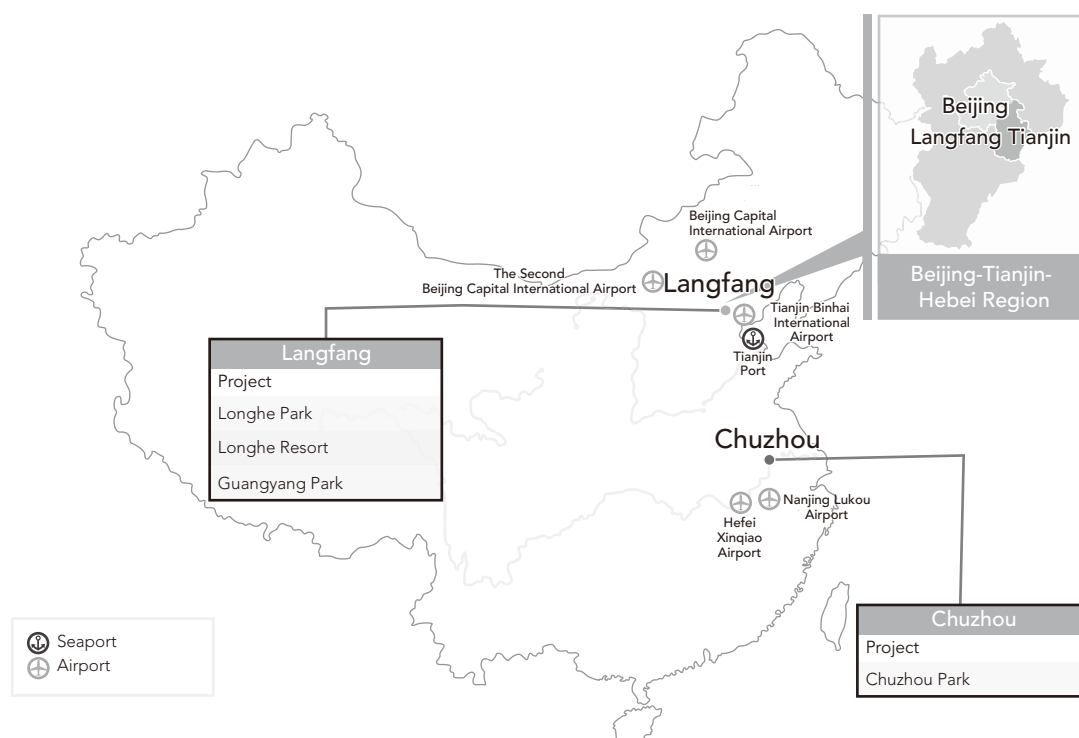 Beijing
Langfang Tianjin
Beijing-Tianjin-
Hebei Region
Beijing Capital
International Airport
The Second
Beijing Capital International Airport
Langfang
Tianjin Binhai
International
Airport
Tianjin
Port
Langfang
Project
Longhe Park
Longhe Resort
Guangyang Park
Chuzhou
Nanjing Lukou
Airport
Hefei
Xinqiao
Airport
Chuzhou
Project
Chuzhou Park
Seaport
Airport